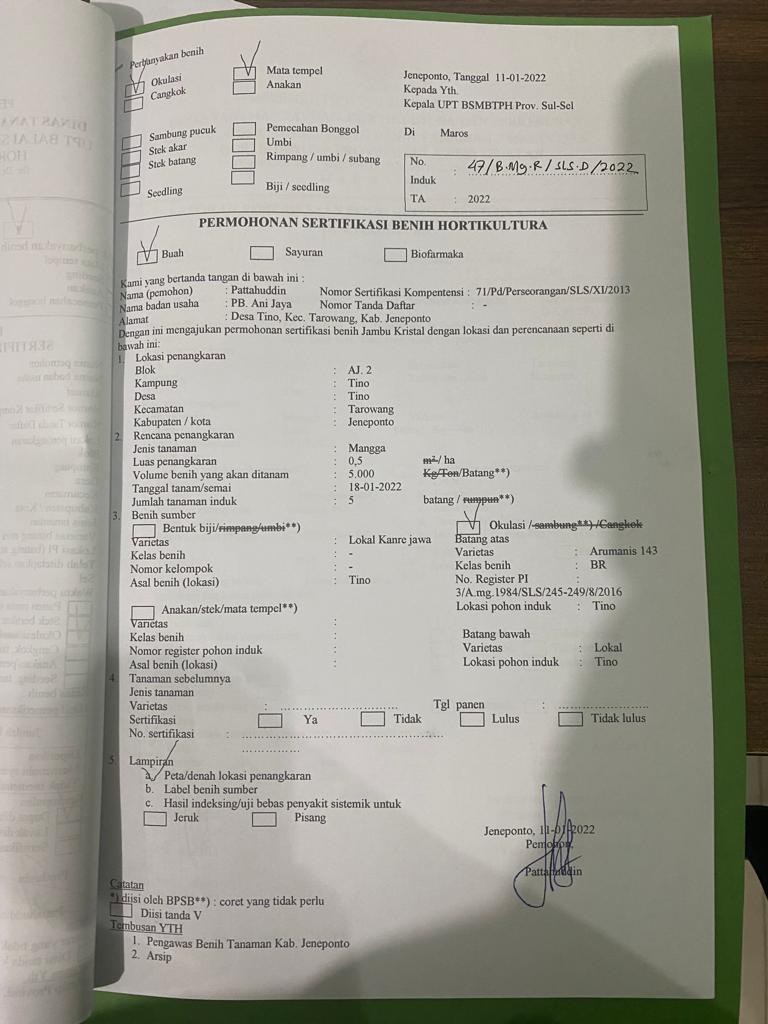 Perbanyakan benih
Okulasi
Cangkok
Mata tempel
Anakan
Jeneponto, Tanggal 11-01-2022
Kepada Yth.
Kepala UPT BSMBTPH Prov. Sul-Sel
Sambung pucuk
Stek akar
Stek batang
Seedling
Pemecahan Bonggol
Umbi
Rimpang / umbi / subang
Biji / seedling
Di Maros
No. Induk : 47/B.Mg.R/SLS.D/2022
TA : 2022
PERMOHONAN SERTIFIKASI BENIH HORTIKULTURA
Buah Sayuran Biofarmaka
Kami yang bertanda tangan di bawah ini :
Nama (pemohon) : Pattahuddin Nomor Sertifikasi Kompentensi : 71/Pd/Perseorangan/SLS/XI/2013
Nama badan usaha : PB. Ani Jaya Nomor Tanda Daftar : -
Alamat : Desa Tino, Kec. Tarowang, Kab. Jeneponto
Dengan ini mengajukan permohonan sertifikasi benih Jambu Kristal dengan lokasi dan perencanaan seperti di
bawah ini:
1. Lokasi penangkaran
Blok : AJ. 2
Kampung : Tino
Desa : Tino
Kecamatan : Tarowang
Kabupaten / kota : Jeneponto
2. Rencana penangkaran
Jenis tanaman : Mangga
Luas penangkaran : 0,5 m²/ ha
Volume benih yang akan ditanam : 5.000 Kg/Ton/Batang**)
Tanggal tanam/semai : 18-01-2022
Jumlah tanaman induk : 5 batang / rumpun**)
3. Benih sumber
Bentuk biji/rimpang/umbi**)
Varietas : Lokal Kanre jawa
Kelas benih : -
Nomor kelompok : -
Asal benih (lokasi) : Tino
Okulasi /-sambung**) /Cangkok
Batang atas
Varietas : Arumanis 143
Kelas benih : BR
No. Register PI :
3/A.mg.1984/SLS/245-249/8/2016
Lokasi pohon induk : Tino
Anakan/stek/mata tempel**)
Varietas :
Kelas benih :
Nomor register pohon induk :
Asal benih (lokasi) :
Batang bawah
Varietas : Lokal
Lokasi pohon induk : Tino
4. Tanaman sebelumnya
Jenis tanaman
Varietas : ................................ Tgl panen : ........................
Sertifikasi Ya Tidak Lulus Tidak lulus
No. sertifikasi : ......................................................
................
5. Lampiran
a. Peta/denah lokasi penangkaran
b. Label benih sumber
c. Hasil indeksing/uji bebas penyakit sistemik untuk
Jeruk Pisang
Jeneponto, 11-01-2022
Pemohon,
Pattahuddin
Catatan
*) diisi oleh BPSB**) : coret yang tidak perlu
Diisi tanda V
Tembusan YTH
1. Pengawas Benih Tanaman Kab. Jeneponto
2. Arsip